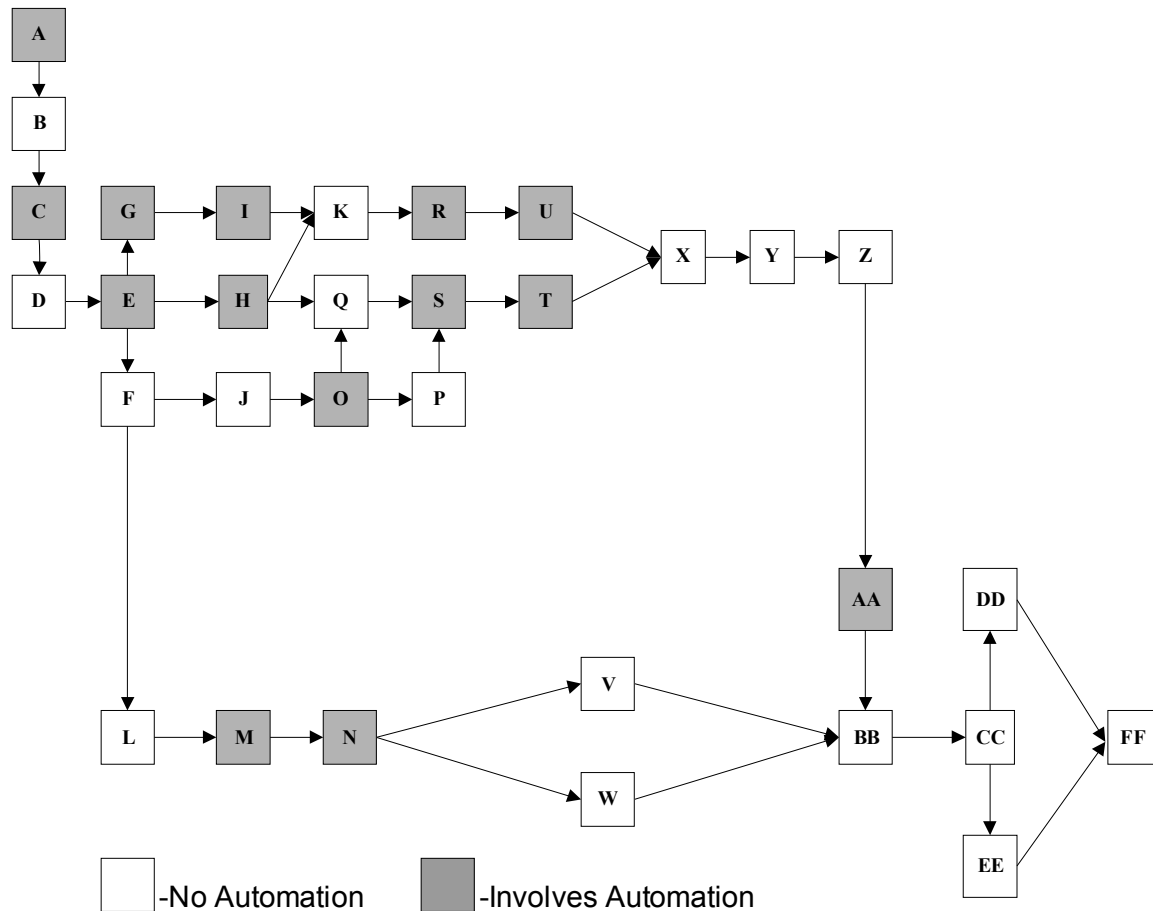 A
B
C G I K R U
X Y Z
D E H Q S T
F J O P
AA DD
V
L M N BB CC FF
W
EE
-No Automation -Involves Automation